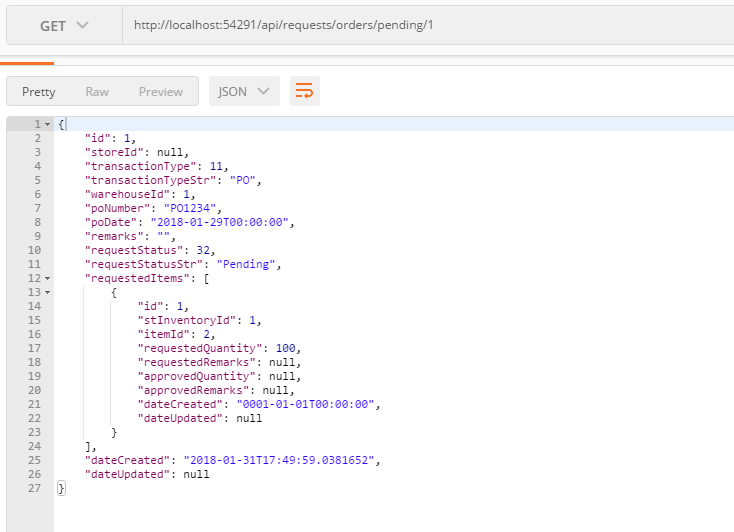 GET http://localhost:54291/api/requests/orders/pending/1
Pretty Raw Preview JSON
1 {
2 "id": 1,
3 "storeId": null,
4 "transactionType": 11,
5 "transactionTypeStr": "PO",
6 "warehouseId": 1,
7 "poNumber": "PO1234",
8 "poDate": "2018-01-29T00:00:00",
9 "remarks": "",
10 "requestStatus": 32,
11 "requestStatusStr": "Pending",
12 "requestedItems": [
13 {
14 "id": 1,
15 "stInventoryId": 1,
16 "itemId": 2,
17 "requestedQuantity": 100,
18 "requestedRemarks": null,
19 "approvedQuantity": null,
20 "approvedRemarks": null,
21 "dateCreated": "0001-01-01T00:00:00",
22 "dateUpdated": null
23 }
24 ],
25 "dateCreated": "2018-01-31T17:49:59.0381652",
26 "dateUpdated": null
27 }